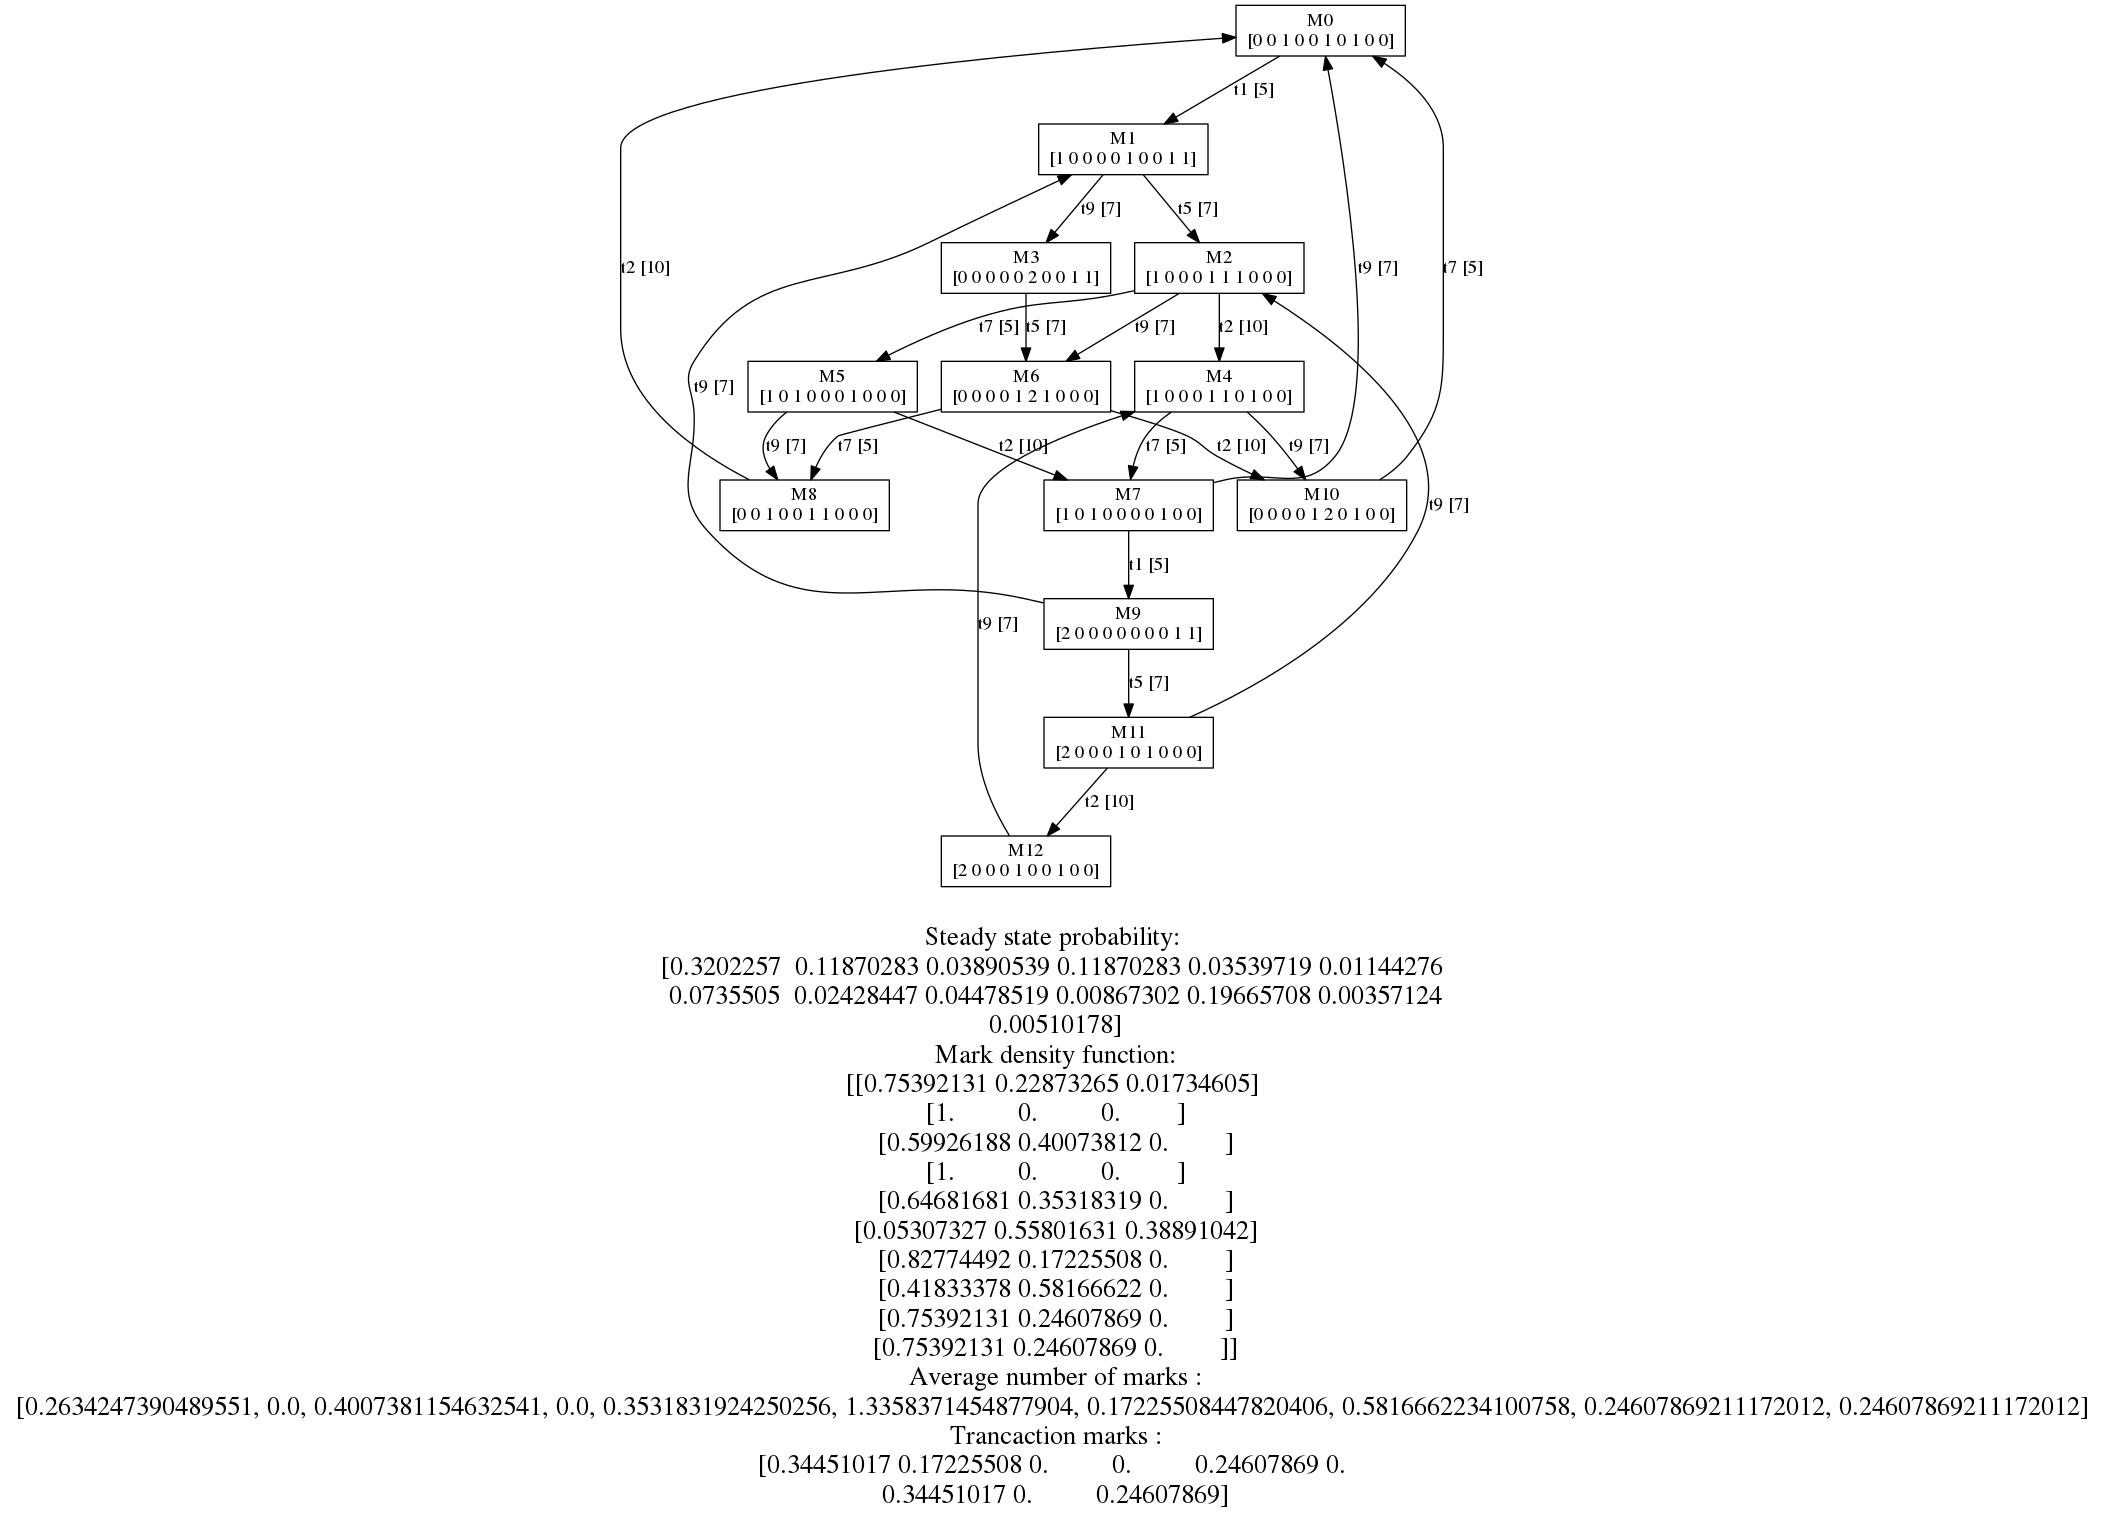 M0
[0 0 1 0 0 1 0 1 0 0]
t1 [5]
M1
[1 0 0 0 0 1 0 0 1 1]
t9 [7]
t5 [7]
M3
[0 0 0 0 0 2 0 0 1 1]
M2
[1 0 0 0 1 1 1 0 0 0]
t2 [10]
t9 [7]
t7 [5]
t7 [5]
t5 [7]
t9 [7]
t2 [10]
M5
[1 0 1 0 0 0 1 0 0 0]
M6
[0 0 0 0 1 2 1 0 0 0]
M4
[1 0 0 0 1 1 0 1 0 0]
t9 [7]
t9 [7]
t7 [5]
t2 [10]
t7 [5]
t2 [10]
t9 [7]
M8
[0 0 1 0 0 1 1 0 0 0]
M7
[1 0 1 0 0 0 0 1 0 0]
M10
[0 0 0 0 1 2 0 1 0 0]
t9 [7]
t1 [5]
M9
[2 0 0 0 0 0 0 0 1 1]
t9 [7]
t5 [7]
M11
[2 0 0 0 1 0 1 0 0 0]
t2 [10]
M12
[2 0 0 0 1 0 0 1 0 0]
Steady state probability:
[0.3202257 0.11870283 0.03890539 0.11870283 0.03539719 0.01144276
0.0735505 0.02428447 0.04478519 0.00867302 0.19665708 0.00357124
0.00510178]
Mark density function:
[[0.75392131 0.22873265 0.01734605]
[1. 0. 0. ]
[0.59926188 0.40073812 0. ]
[1. 0. 0. ]
[0.64681681 0.35318319 0. ]
[0.05307327 0.55801631 0.38891042]
[0.82774492 0.17225508 0. ]
[0.41833378 0.58166622 0. ]
[0.75392131 0.24607869 0. ]
[0.75392131 0.24607869 0. ]]
Average number of marks :
[0.2634247390489551, 0.0, 0.4007381154632541, 0.0, 0.3531831924250256, 1.3358371454877904, 0.17225508447820406, 0.5816662234100758, 0.24607869211172012, 0.24607869211172012]
Trancaction marks :
[0.34451017 0.17225508 0. 0. 0.24607869 0.
0.34451017 0. 0.24607869]